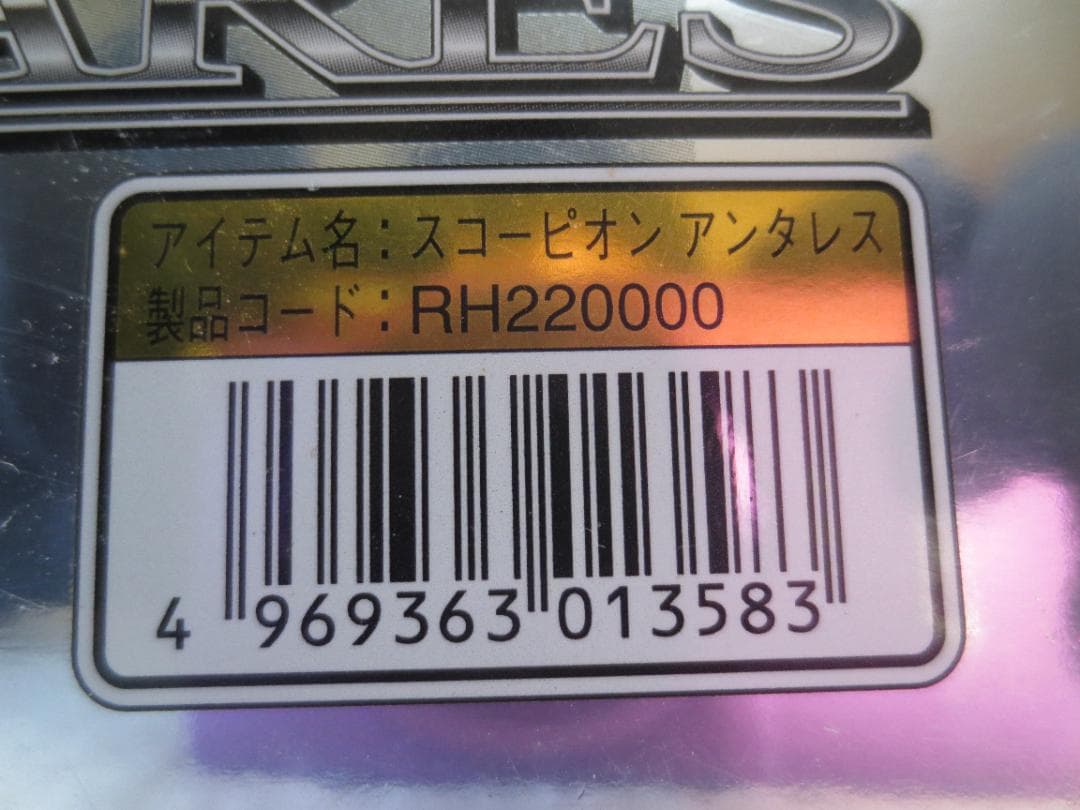 ARES
アイテム名：スコーピオン アンタレス
製品コード：RH220000
4 969363 013583